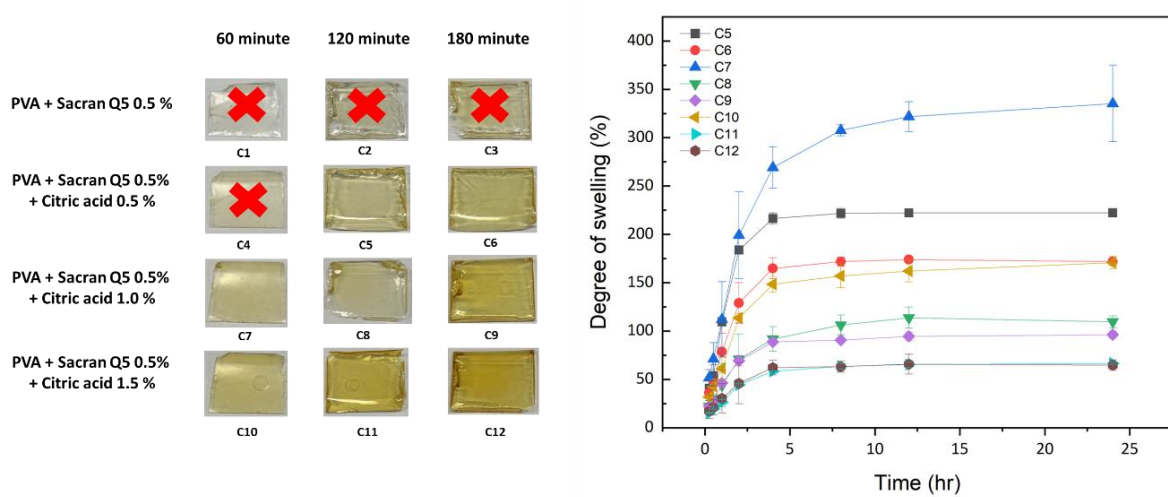 60 minute 120 minute 180 minute
PVA + Sacran Q5 0.5 %
C1 C2 C3
PVA + Sacran Q5 0.5%
+ Citric acid 0.5 %
C4 C5 C6
PVA + Sacran Q5 0.5%
+ Citric acid 1.0 %
C7 C8 C9
PVA + Sacran Q5 0.5%
+ Citric acid 1.5 %
C10 C11 C12
Degree of swelling (%)
400
350
300
250
200
150
100
50
0
C5
C6
C7
C8
C9
C10
C11
C12
0 5 10 15 20 25
Time (hr)